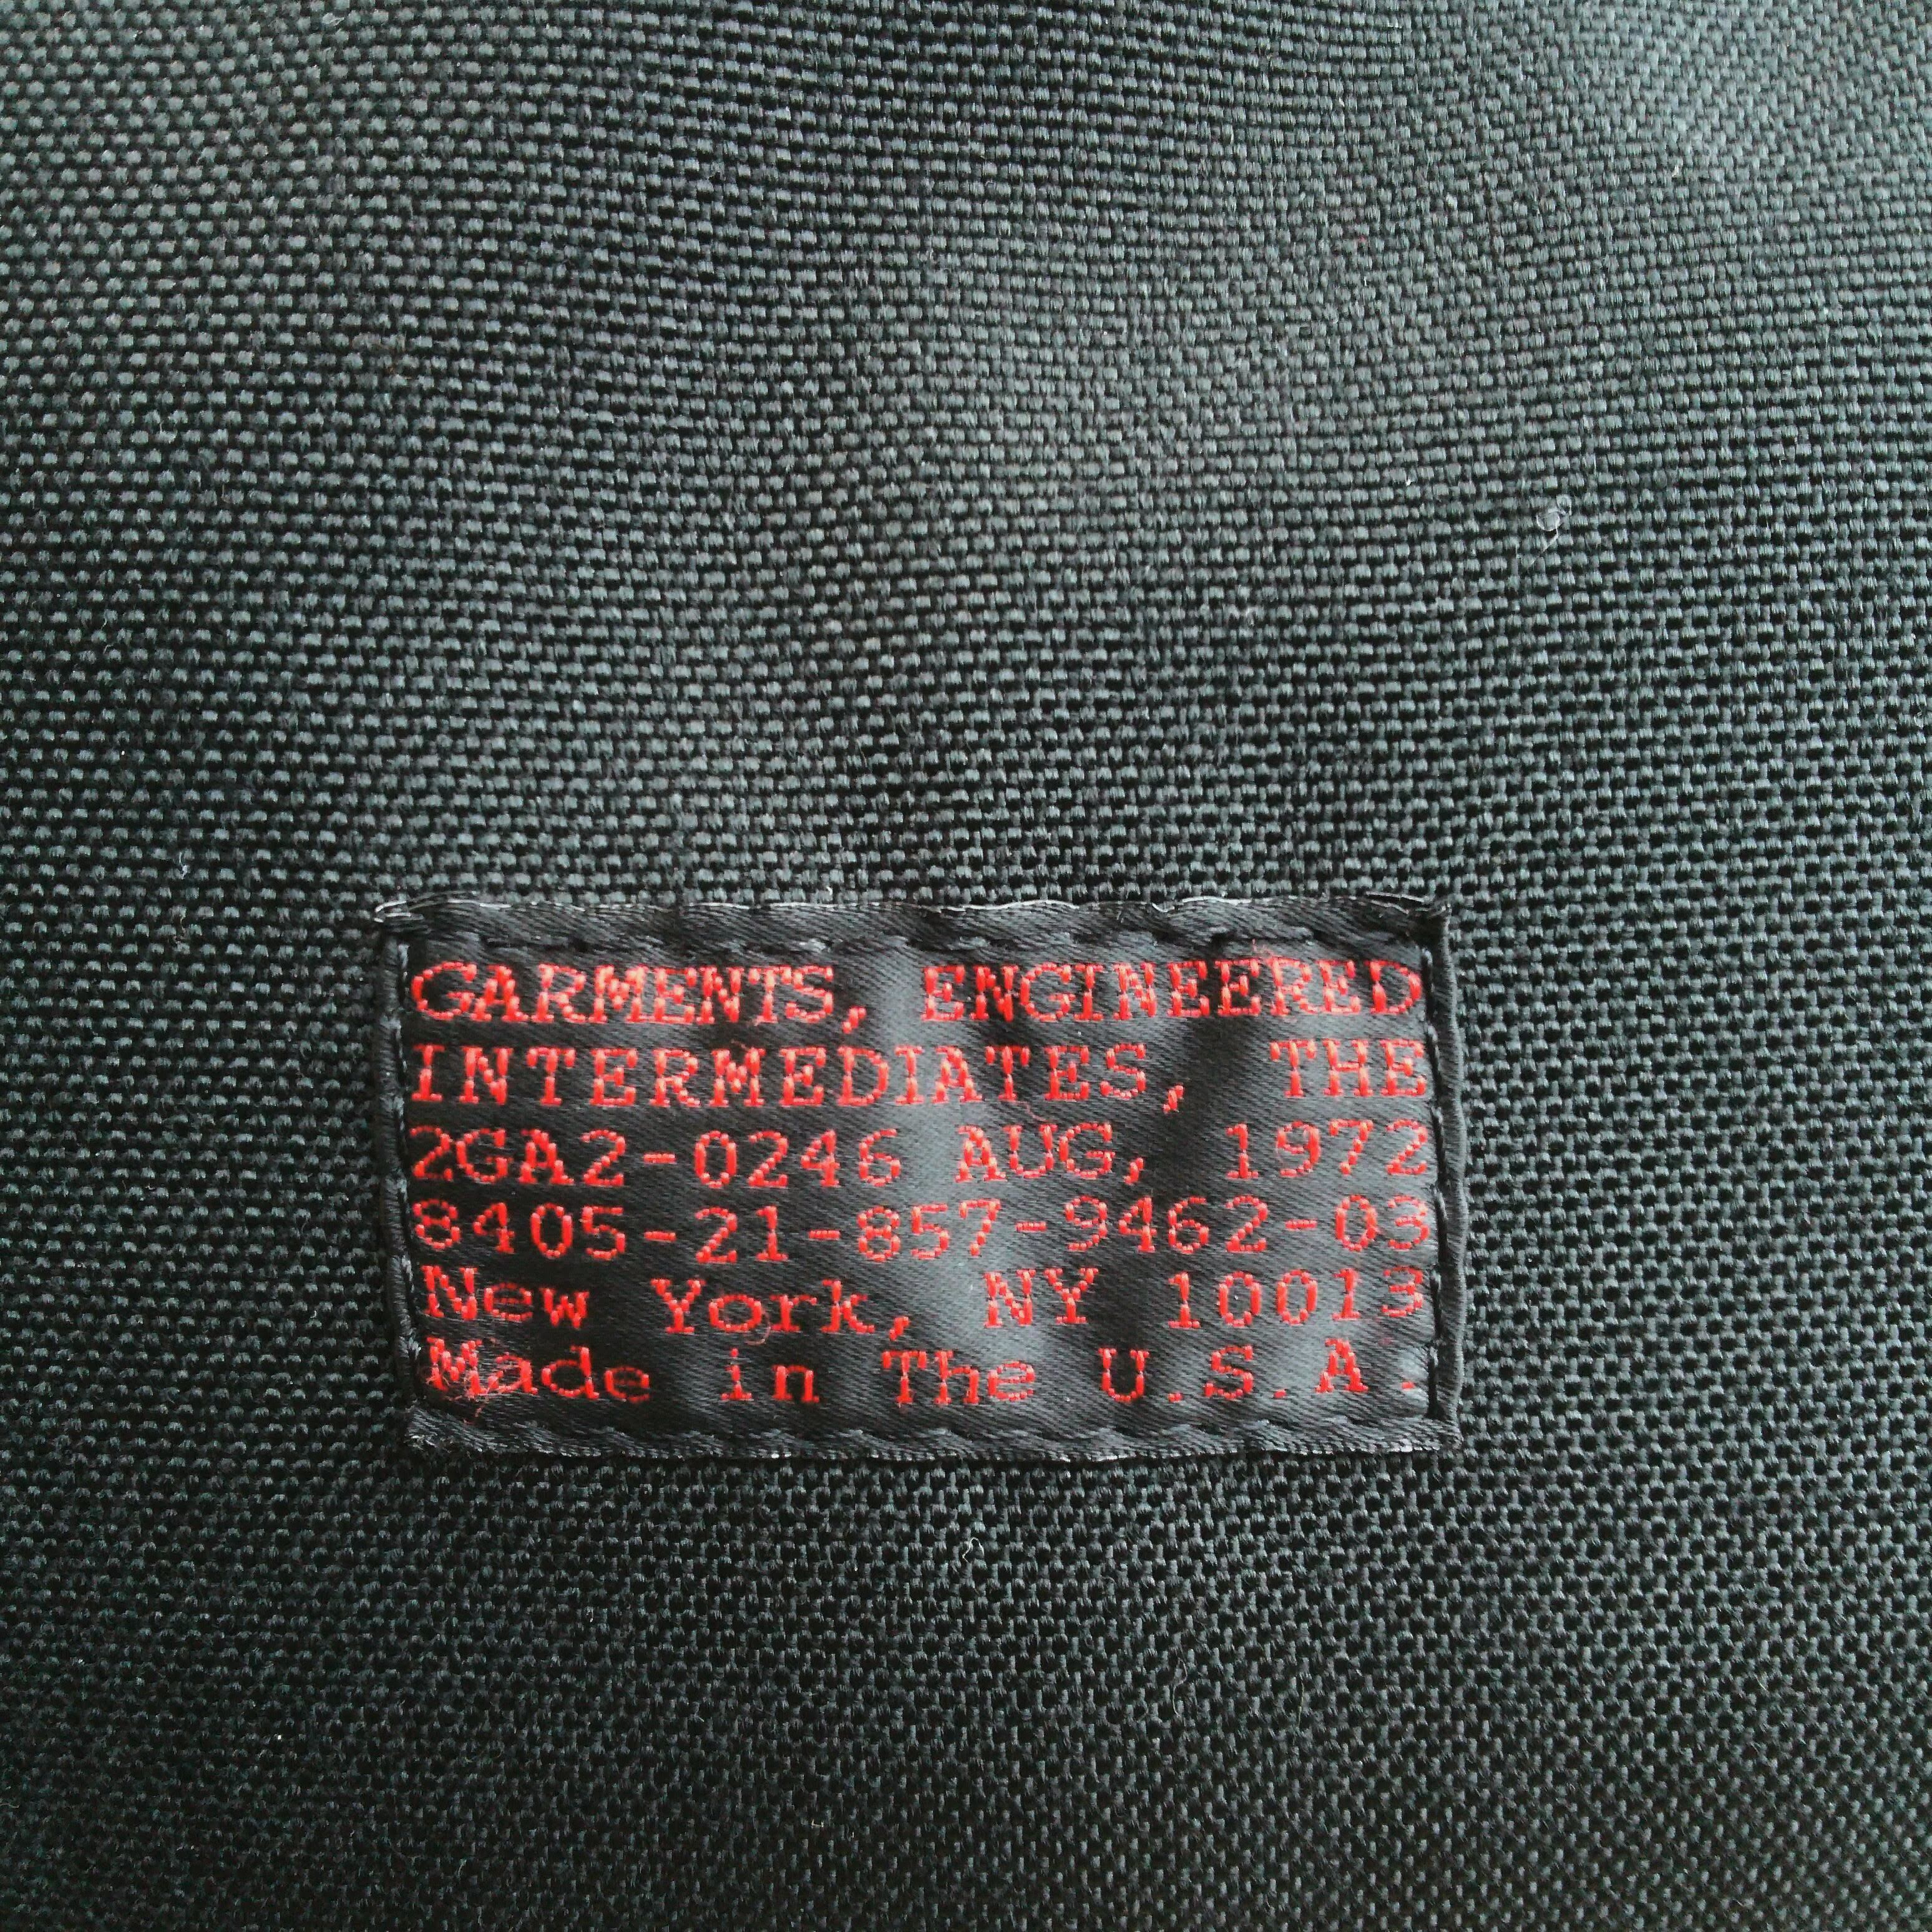 GARMENTS, ENGINEERED
INTERMEDIATES, THE
2GA2-0246 AUG, 1972
8405-21-857-9462-03
New York, NY 10013
Made in The U.S.A.